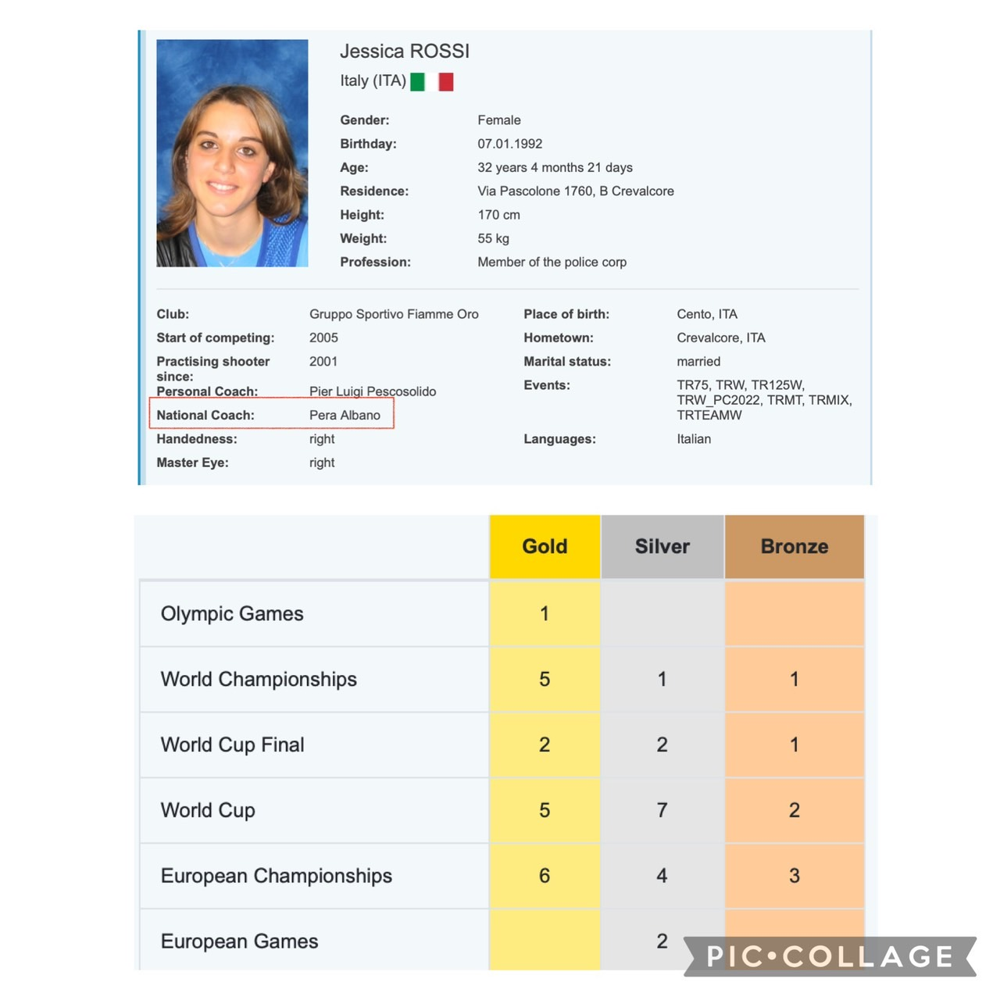 Jessica ROSSI
Italy (ITA)
Gender: Female
Birthday: 07.01.1992
Age: 32 years 4 months 21 days
Residence: Via Pascolone 1760, B Crevalcore
Height: 170 cm
Weight: 55 kg
Profession: Member of the police corp
Club: Gruppo Sportivo Fiamme Oro
Start of competing: 2005
Practising shooter
since: 2001
Personal Coach: Pier Luigi Pescosolido
National Coach: Pera Albano
Handedness: right
Master Eye: right
Place of birth: Cento, ITA
Hometown: Crevalcore, ITA
Marital status: married
Events: TR75, TRW, TR125W,
TRW_PC2022, TRMT, TRMIX,
TRTEAMW
Languages: Italian
Gold Silver Bronze
Olympic Games 1
World Championships 5 1 1
World Cup Final 2 2 1
World Cup 5 7 2
European Championships 6 4 3
European Games 2
PIC•COLLAGE